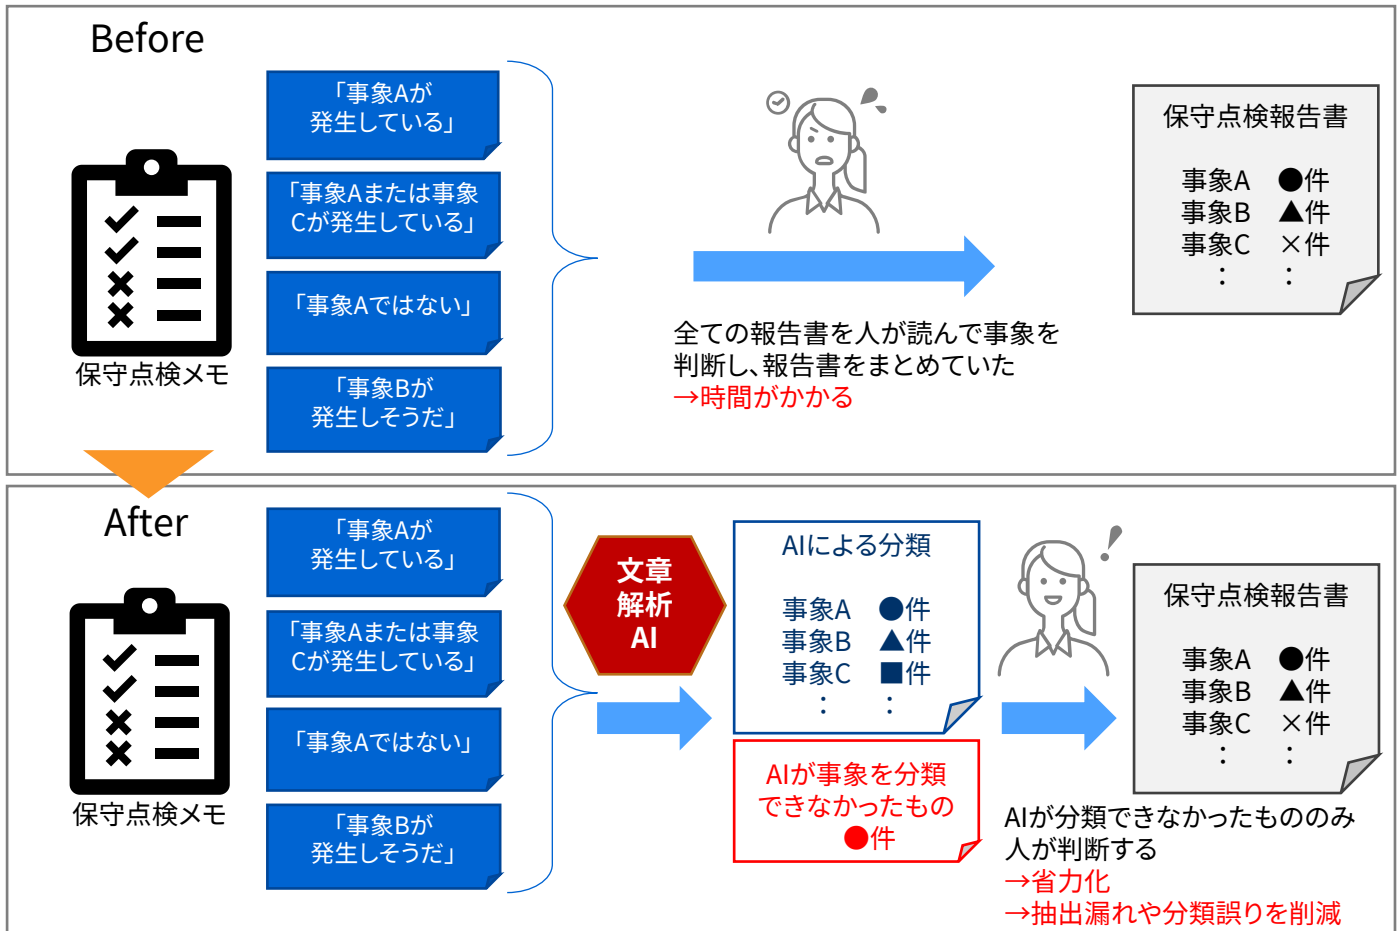 Before
「事象Aが
発生している」
「事象Aまたは事象
Cが発生している」
「事象Aではない」
「事象Bが
発生しそうだ」
保守点検メモ
全ての報告書を人が読んで事象を
判断し、報告書をまとめていた
→時間がかかる
保守点検報告書
事象A ●件
事象B ▲件
事象C ×件
： ：
After
「事象Aが
発生している」
「事象Aまたは事象
Cが発生している」
「事象Aではない」
「事象Bが
発生しそうだ」
保守点検メモ
文章
解析
AI
AIによる分類
事象A ●件
事象B ▲件
事象C ■件
： ：
AIが事象を分類
できなかったもの
●件
保守点検報告書
事象A ●件
事象B ▲件
事象C ×件
： ：
AIが分類できなかったもののみ
人が判断する
→省力化
→抽出漏れや分類誤りを削減